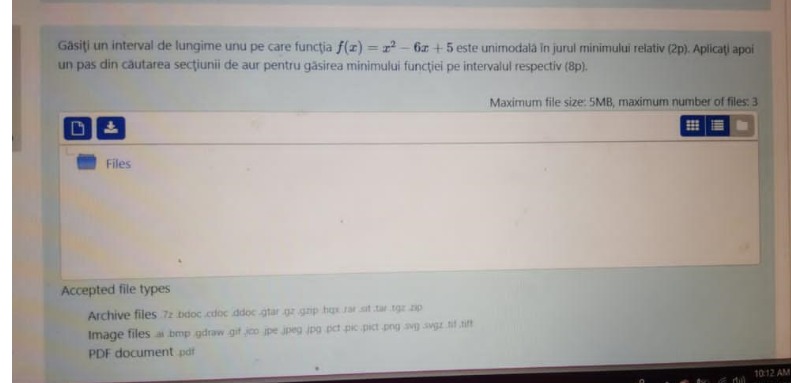 Găsiți un interval de lungime unu pe care funcția f(x) = x² − 6x + 5 este unimodală în jurul minimului relativ (2p). Aplicați apoi
un pas din căutarea secțiunii de aur pentru găsirea minimului funcției pe intervalul respectiv (8p).
Maximum file size: 5MB, maximum number of files: 3
Files
Accepted file types
Archive files .7z .bdoc .cdoc .ddoc .gtar .gz .gzip .hqx .rar .sit .tar .tgz .zip
Image files .ai .bmp .gdraw .gif .ico .jpe .jpeg .jpg .pct .pic .pict .png .svg .svgz .tif .tiff
PDF document .pdf
10:12 AM